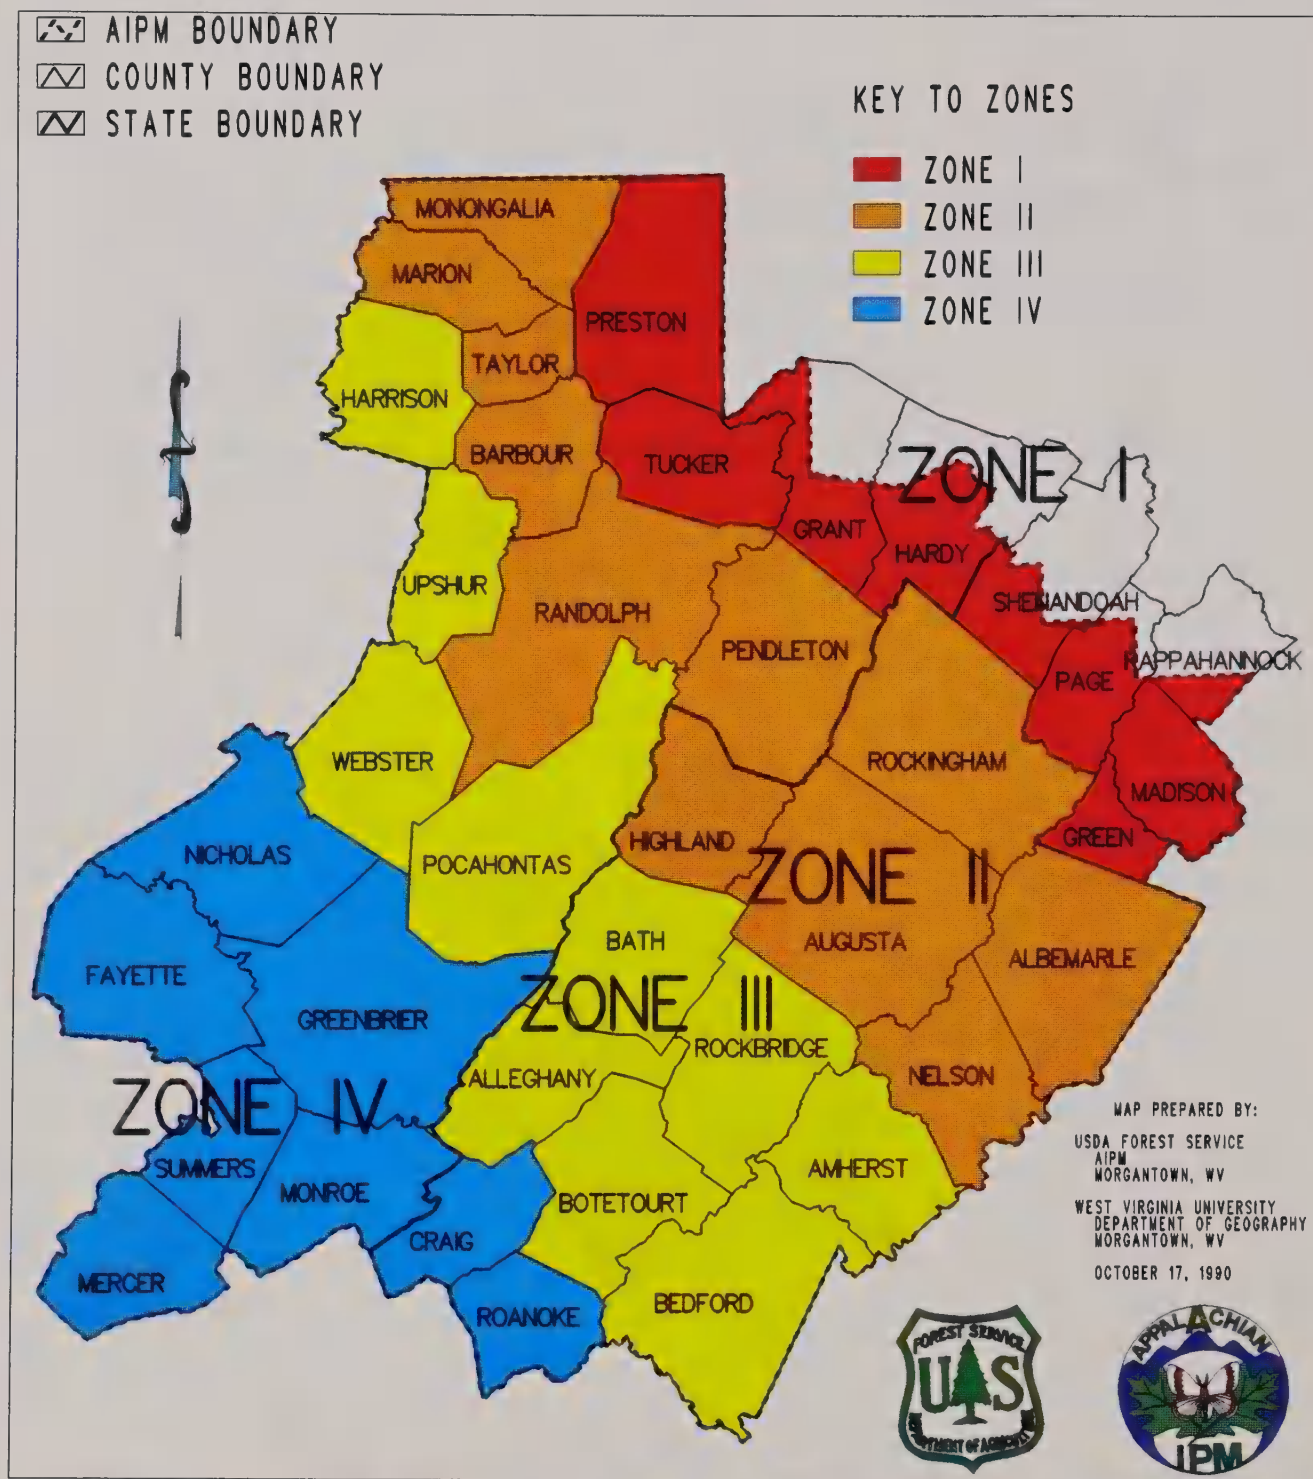 AIPM BOUNDARY
COUNTY BOUNDARY
STATE BOUNDARY
KEY TO ZONES
ZONE I
ZONE II
ZONE III
ZONE IV
MONONGALIA
MARION
PRESTON
TAYLOR
HARRISON
BARBOUR
TUCKER
ZONE I
GRANT
HARDY
UPSHUR
RANDOLPH
SHENANDOAH
PENDLETON
RAPPAHANNOCK
PAGE
WEBSTER
ROCKINGHAM
MADISON
HIGHLAND
GREEN
NICHOLAS
POCAHONTAS
ZONE II
BATH
AUGUSTA
ALBEMARLE
FAYETTE
ZONE III
GREENBRIER
ROCKBRIDGE
ALLEGHANY
NELSON
ZONE IV
SUMMERS
MONROE
AMHERST
BOTETOURT
CRAIG
MERCER
ROANOKE
BEDFORD
MAP PREPARED BY:
USDA FOREST SERVICE
AIPM
MORGANTOWN, WV
WEST VIRGINIA UNIVERSITY
DEPARTMENT OF GEOGRAPHY
MORGANTOWN, WV
OCTOBER 17, 1990
FOREST SERVICE
U S
DEPARTMENT OF AGRICULTURE
APPALACHIAN
IPM